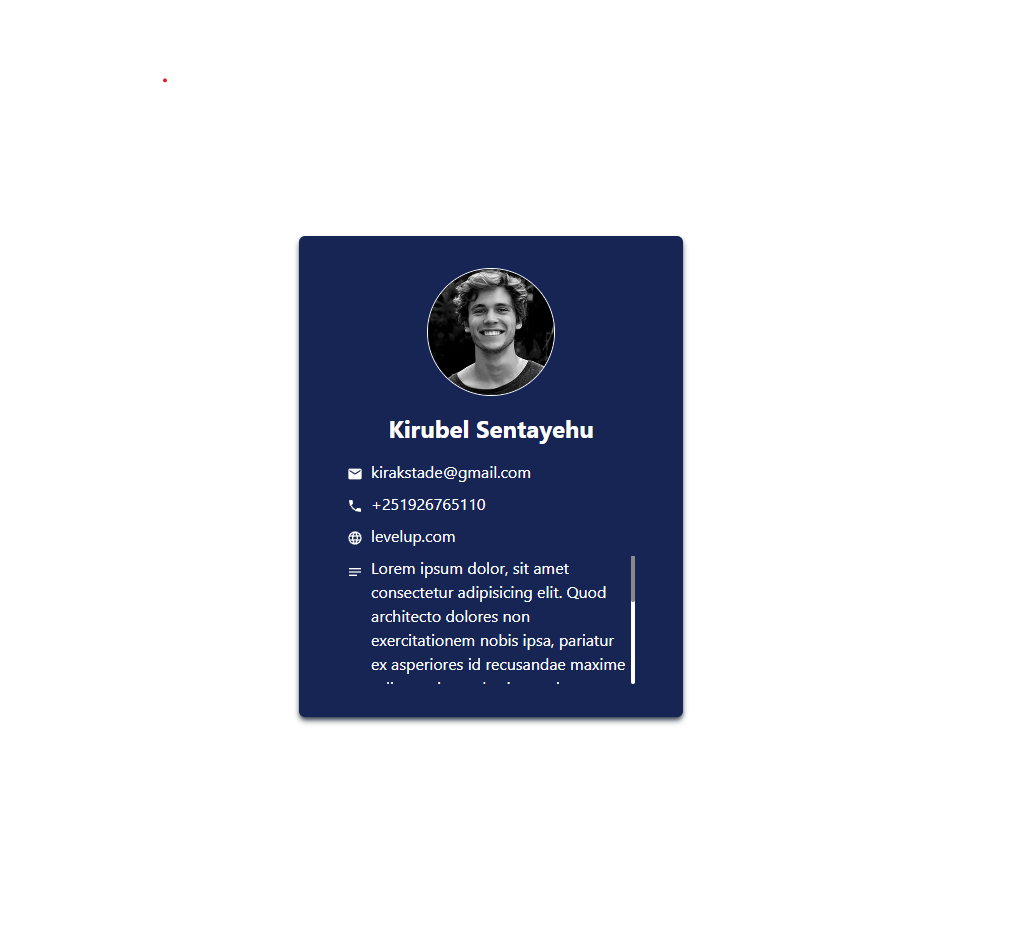 Kirubel Sentayehu
kirakstade@gmail.com
+251926765110
levelup.com
Lorem ipsum dolor, sit amet
consectetur adipisicing elit. Quod
architecto dolores non
exercitationem nobis ipsa, pariatur
ex asperiores id recusandae maxime